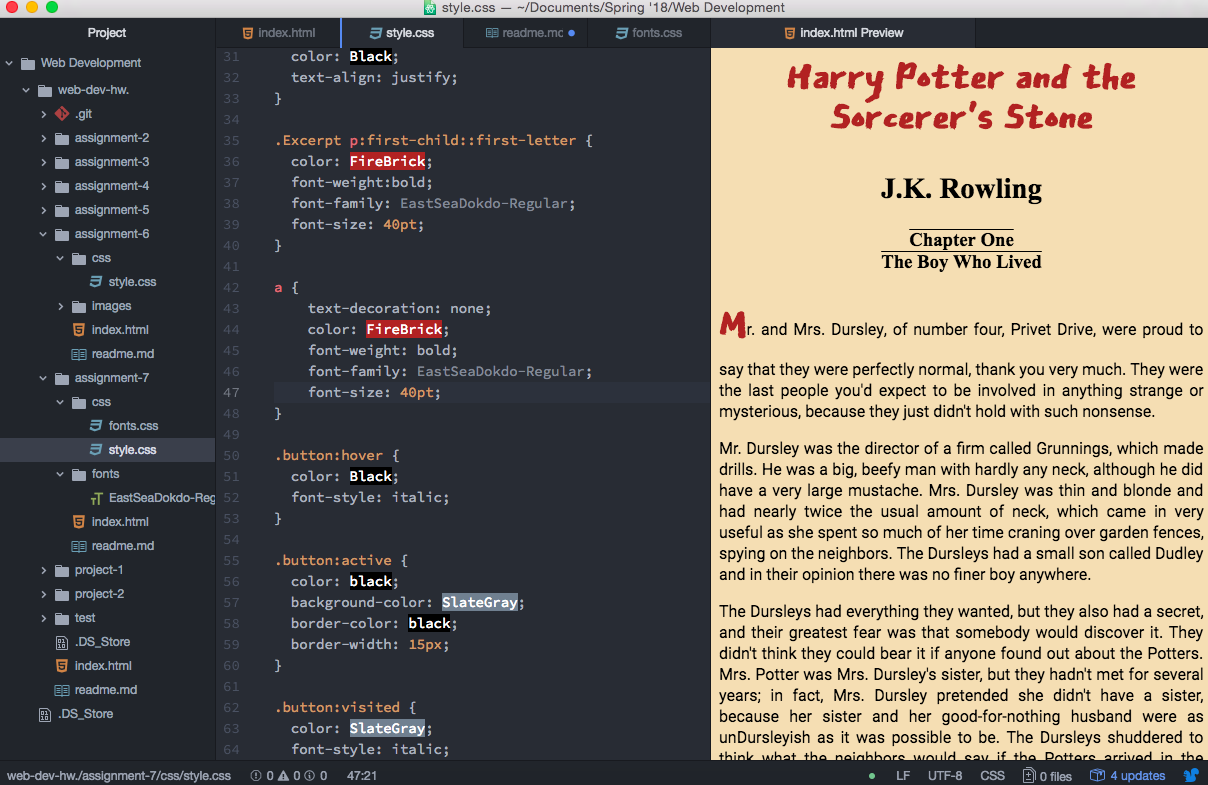 style.css — ~/Documents/Spring '18/Web Development
Project
Web Development
web-dev-hw.
.git
assignment-2
assignment-3
assignment-4
assignment-5
assignment-6
css
style.css
images
index.html
readme.md
assignment-7
css
fonts.css
style.css
fonts
EastSeaDokdo-Reg
index.html
readme.md
project-1
project-2
test
.DS_Store
index.html
readme.md
.DS_Store
index.html
style.css
readme.mc
fonts.css
31 color: Black;
32 text-align: justify;
33 }
34
35 .Excerpt p:first-child::first-letter {
36 color: FireBrick;
37 font-weight:bold;
38 font-family: EastSeaDokdo-Regular;
39 font-size: 40pt;
40 }
41
42 a {
43 text-decoration: none;
44 color: FireBrick;
45 font-weight: bold;
46 font-family: EastSeaDokdo-Regular;
47 font-size: 40pt;
48 }
49
50 .button:hover {
51 color: Black;
52 font-style: italic;
53 }
54
55 .button:active {
56 color: black;
57 background-color: SlateGray;
58 border-color: black;
59 border-width: 15px;
60 }
61
62 .button:visited {
63 color: SlateGray;
64 font-style: italic;
index.html Preview
Harry Potter and the
Sorcerer's Stone
J.K. Rowling
Chapter One
The Boy Who Lived
Mr. and Mrs. Dursley, of number four, Privet Drive, were proud to
say that they were perfectly normal, thank you very much. They were
the last people you'd expect to be involved in anything strange or
mysterious, because they just didn't hold with such nonsense.
Mr. Dursley was the director of a firm called Grunnings, which made
drills. He was a big, beefy man with hardly any neck, although he did
have a very large mustache. Mrs. Dursley was thin and blonde and
had nearly twice the usual amount of neck, which came in very
useful as she spent so much of her time craning over garden fences,
spying on the neighbors. The Dursleys had a small son called Dudley
and in their opinion there was no finer boy anywhere.
The Dursleys had everything they wanted, but they also had a secret,
and their greatest fear was that somebody would discover it. They
didn't think they could bear it if anyone found out about the Potters.
Mrs. Potter was Mrs. Dursley's sister, but they hadn't met for several
years; in fact, Mrs. Dursley pretended she didn't have a sister,
because her sister and her good-for-nothing husband were as
unDursleyish as it was possible to be. The Dursleys shuddered to
think what the neighbors would say if the Potters arrived in the
web-dev-hw./assignment-7/css/style.css 0 0 0 47:21
LF UTF-8 CSS 0 files 4 updates